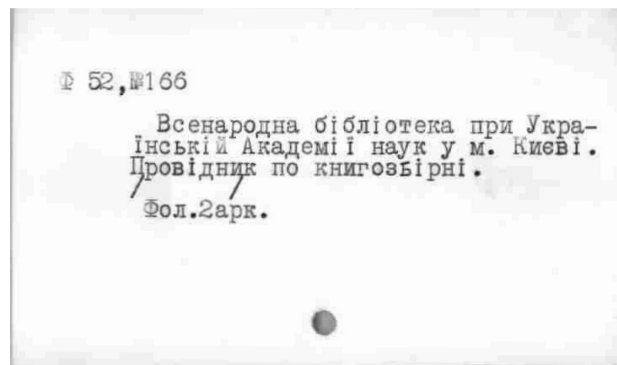 Ф 52,№166
Всенародна бібліотека при Укра-
їнській Академії наук у м. Києві.
Провідник по книгозбірні.
Фол.2арк.